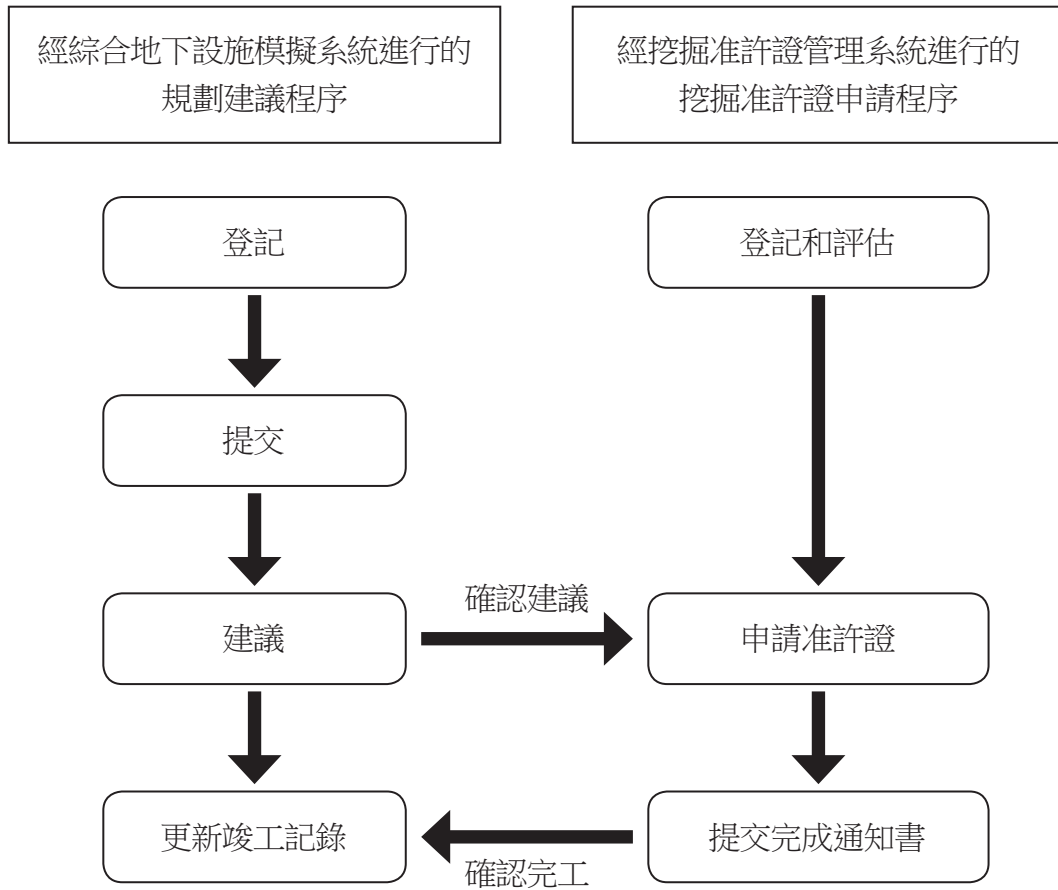 經綜合地下設施模擬系統進行的
規劃建議程序
經挖掘准許證管理系統進行的
挖掘准許證申請程序
登記
登記和評估
提交
確認建議
建議
申請准許證
更新竣工記錄
提交完成通知書
確認完工